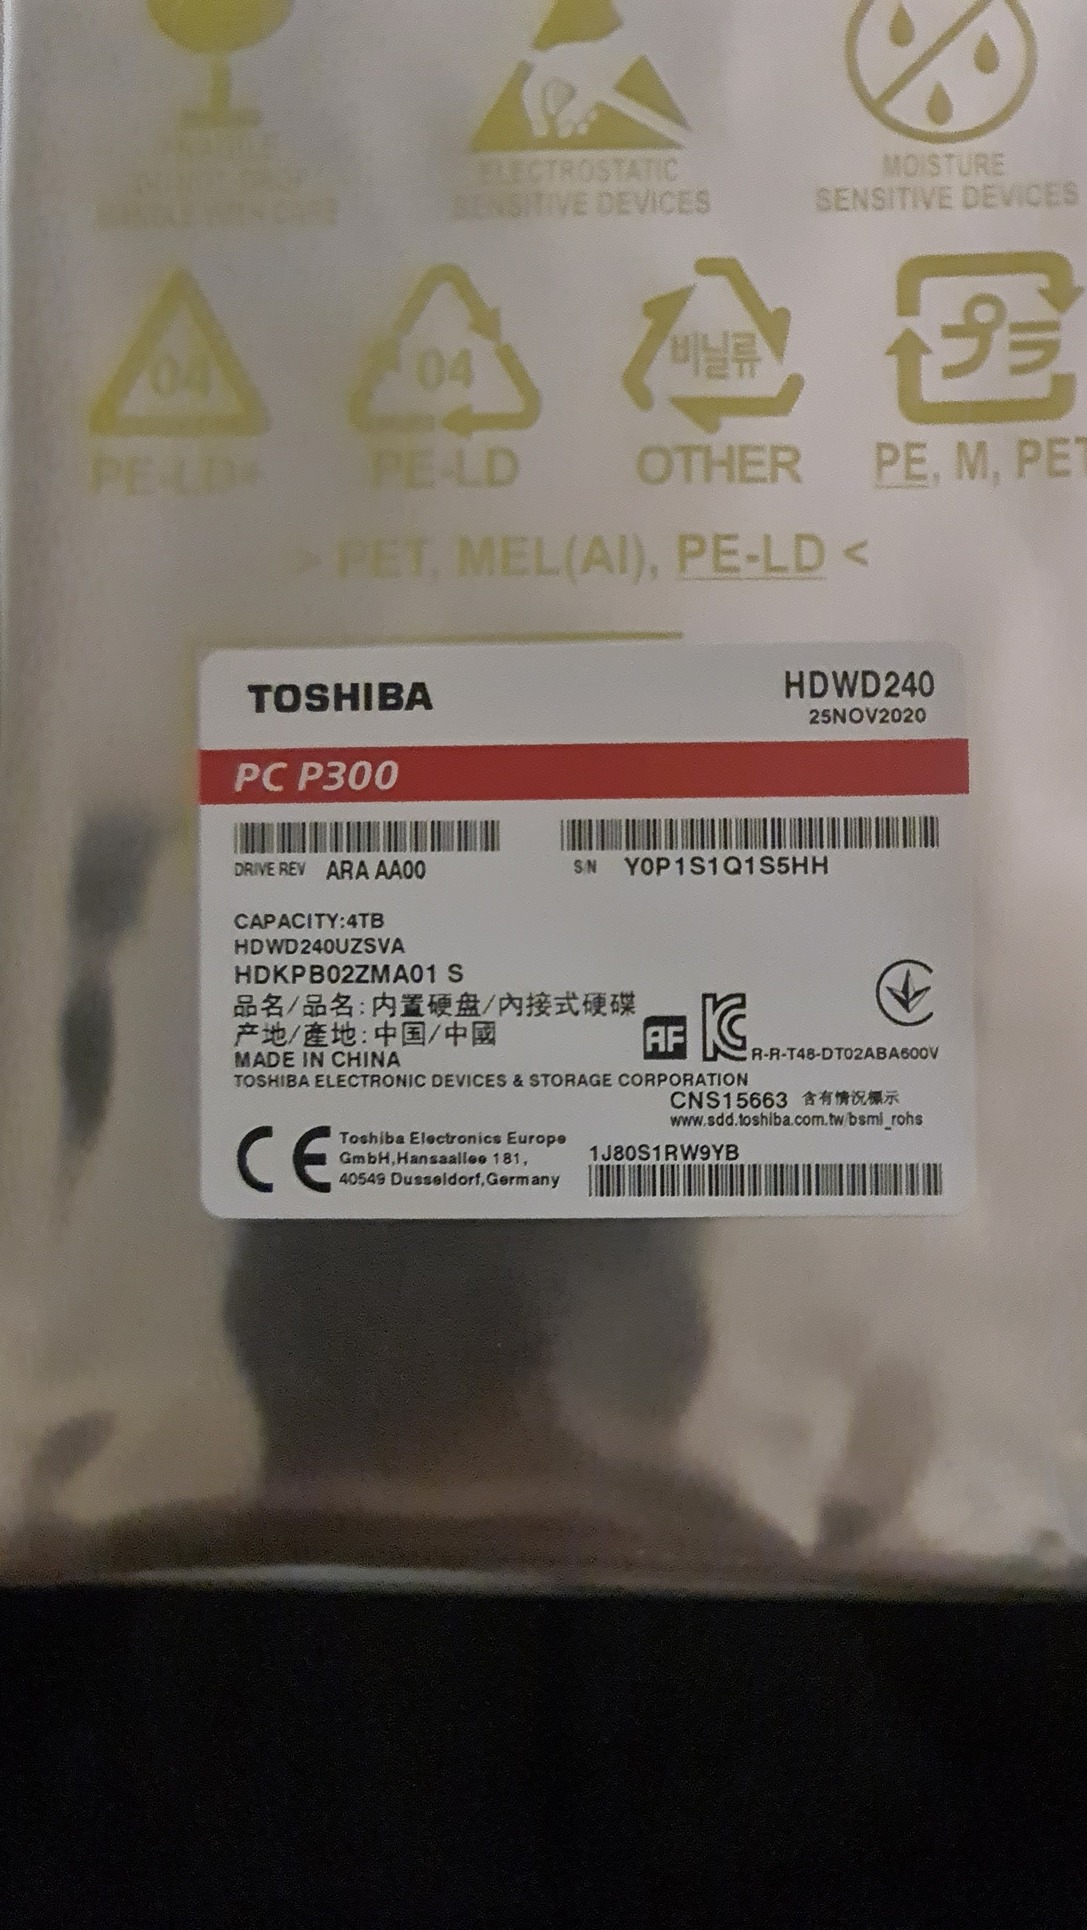 ELECTROSTATIC
SENSITIVE DEVICES
MOISTURE
SENSITIVE DEVICES
04
04
비닐류
プラ
PE-LD+
PE-LD
OTHER
PE, M, PET
> PET, MEL(AI), PE-LD <
TOSHIBA
HDWD240
25NOV2020
PC P300
DRIVE REV ARA AA00
S/N Y0P1S1Q1S5HH
CAPACITY:4TB
HDWD240UZSVA
HDKPB02ZMA01 S
品名/品名:内置硬盘/內接式硬碟
产地/產地:中国/中國
MADE IN CHINA
AF
R-R-T48-DT02ABA600V
TOSHIBA ELECTRONIC DEVICES & STORAGE CORPORATION
CNS15663 含有情況標示
www.sdd.toshiba.com.tw/bsmi_rohs
CE
Toshiba Electronics Europe
GmbH,Hansaallee 181,
40549 Dusseldorf,Germany
1J80S1RW9YB